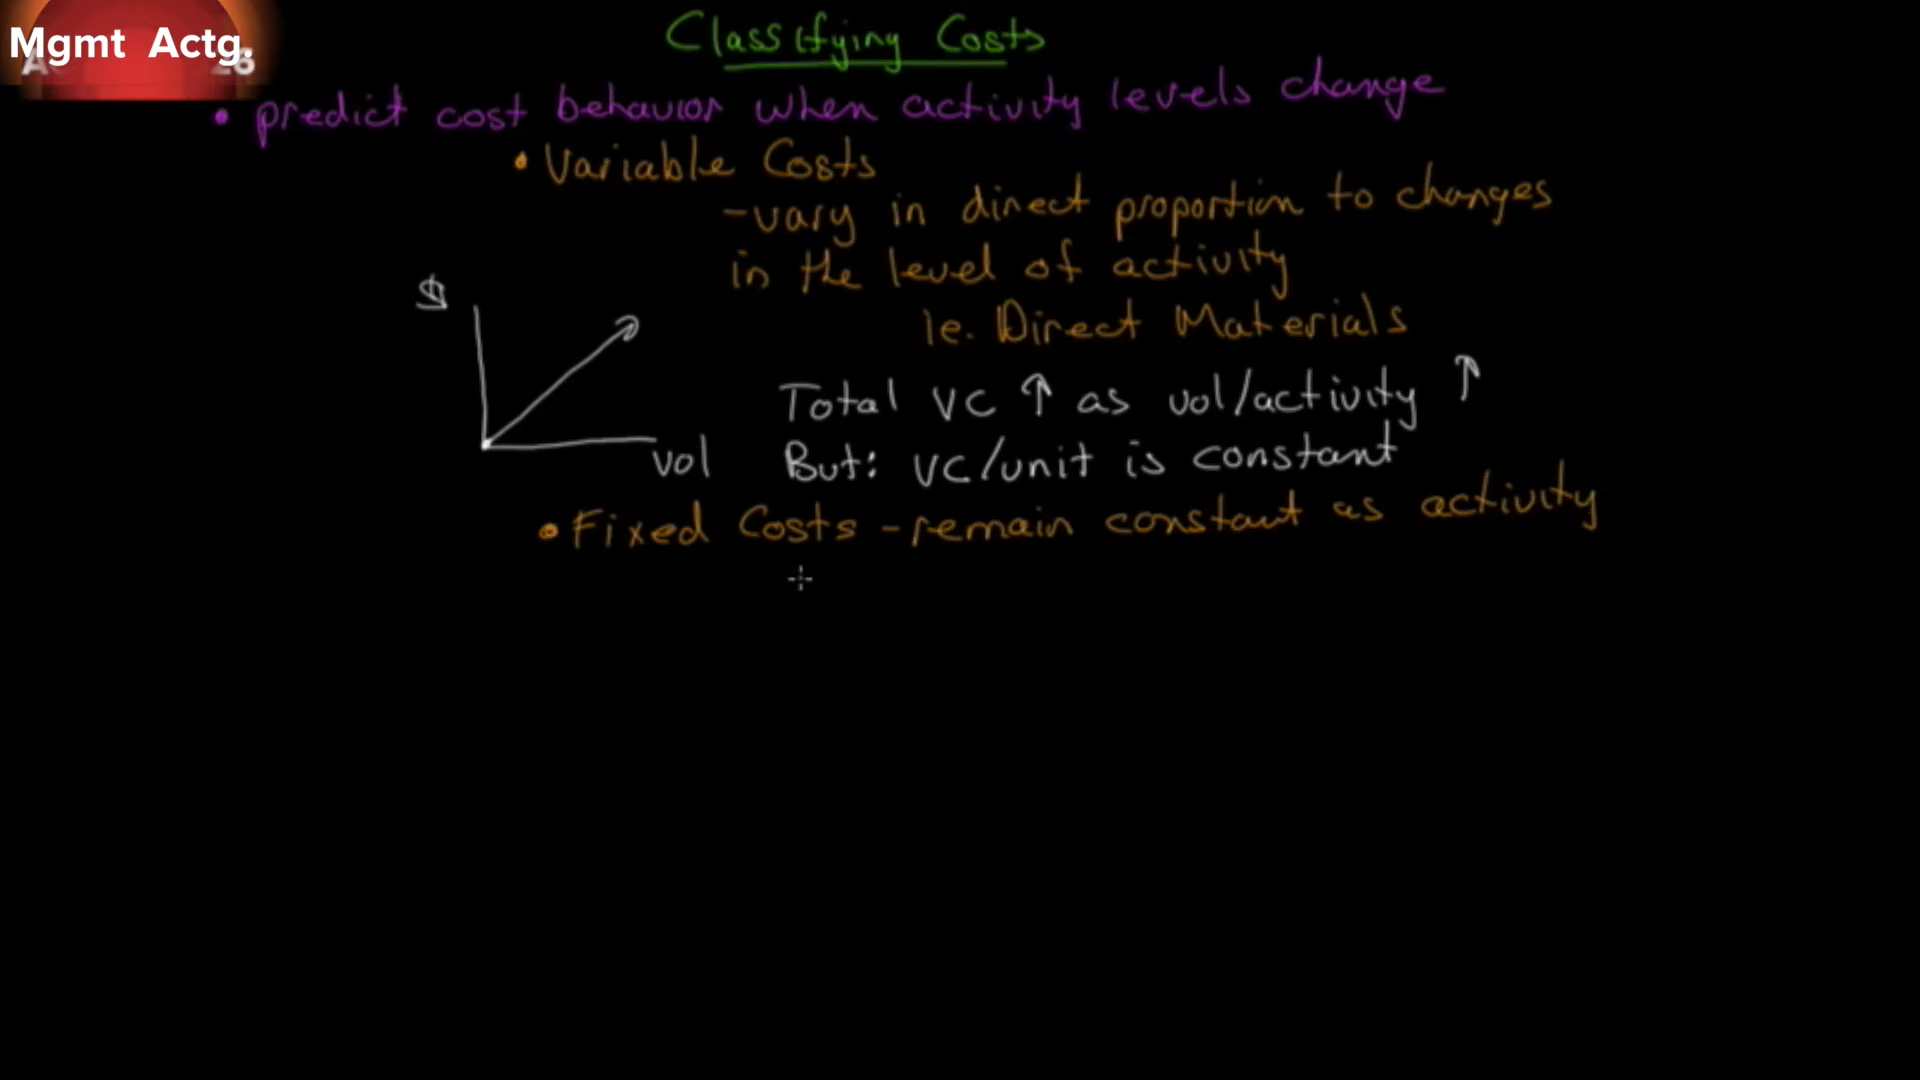 Mgmt Actg.
Classifying Costs
• predict cost behavior when activity levels change
• Variable Costs
- vary in direct proportion to changes
in the level of activity
$
Ie. Direct Materials
Total VC ↑ as vol/activity ↑
vol
But: VC/unit is constant
• Fixed Costs - remain constant as activity